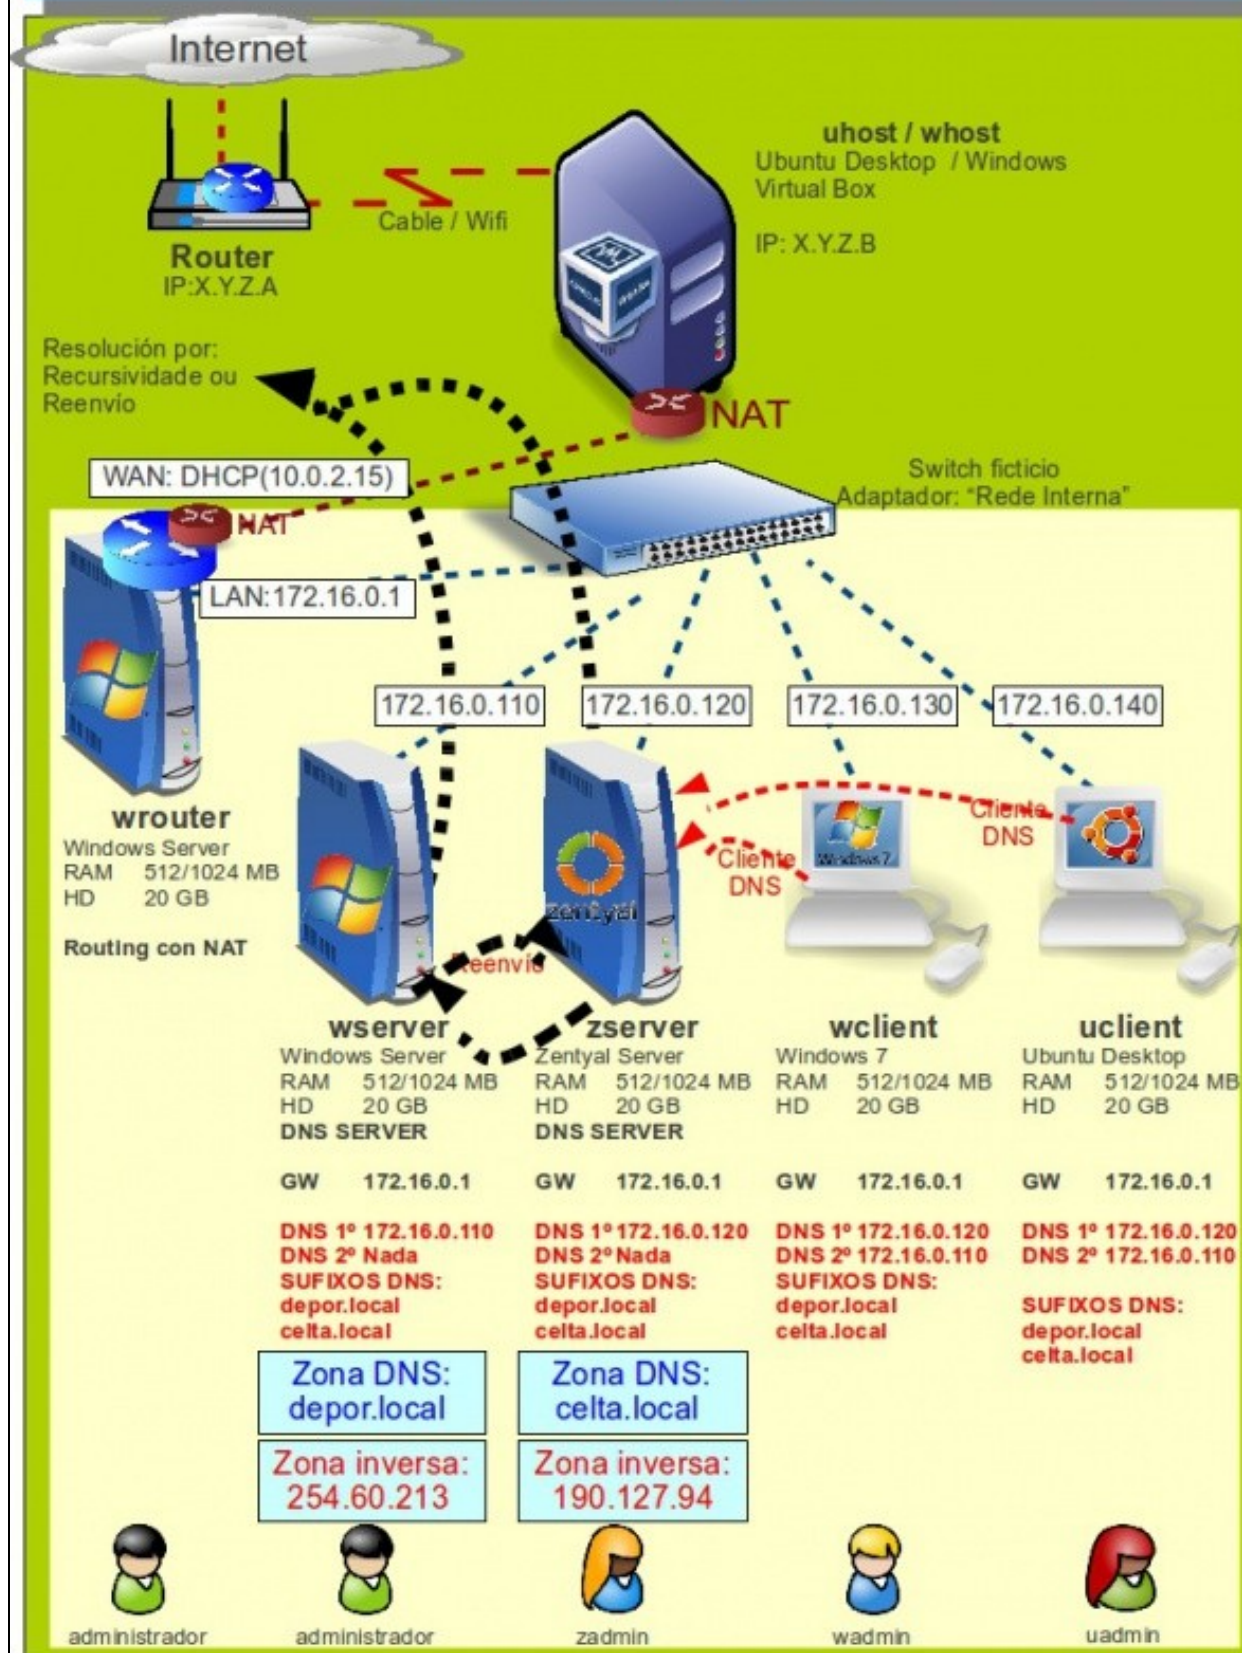 Internet
uhost / whost
Ubuntu Desktop / Windows
Virtual Box
IP: X.Y.Z.B
Cable / Wifi
Router
IP:X.Y.Z.A
Resolución por:
Recursividade ou
Reenvío
NAT
WAN: DHCP(10.0.2.15)
Switch ficticio
Adaptador: “Rede Interna”
NAT
LAN:172.16.0.1
172.16.0.110
172.16.0.120
172.16.0.130
172.16.0.140
wrouter
Windows Server
RAM 512/1024 MB
HD 20 GB
Routing con NAT
zentyal
Windows 7
Cliente
DNS
Cliente
DNS
Reenvío
wserver
Windows Server
RAM 512/1024 MB
HD 20 GB
DNS SERVER
GW 172.16.0.1
DNS 1º 172.16.0.110
DNS 2º Nada
SUFIXOS DNS:
depor.local
celta.local
Zona DNS:
depor.local
Zona inversa:
254.60.213
zserver
Zentyal Server
RAM 512/1024 MB
HD 20 GB
DNS SERVER
GW 172.16.0.1
DNS 1º 172.16.0.120
DNS 2º Nada
SUFIXOS DNS:
depor.local
celta.local
Zona DNS:
celta.local
Zona inversa:
190.127.94
wclient
Windows 7
RAM 512/1024 MB
HD 20 GB
GW 172.16.0.1
DNS 1º 172.16.0.120
DNS 2º 172.16.0.110
SUFIXOS DNS:
depor.local
celta.local
uclient
Ubuntu Desktop
RAM 512/1024 MB
HD 20 GB
GW 172.16.0.1
DNS 1º 172.16.0.120
DNS 2º 172.16.0.110
SUFIXOS DNS:
depor.local
celta.local
administrador
administrador
zadmin
wadmin
uadmin